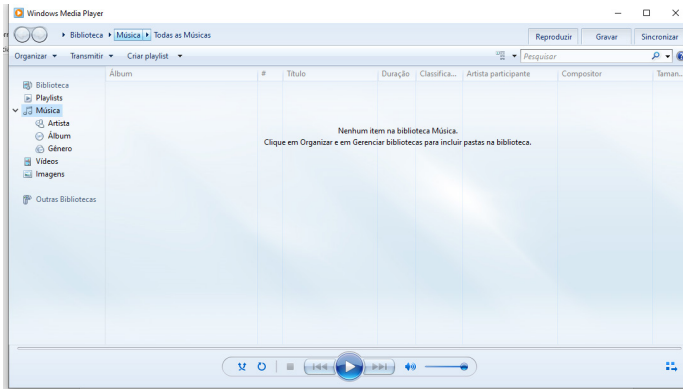 Windows Media Player
Biblioteca Música Todas as Músicas
Reproduzir Gravar Sincronizar
Organizar Transmitir Criar playlist Pesquisar
Álbum # Título Duração Classifica... Artista participante Compositor Taman...
Biblioteca
Playlists
Música
Artista
Álbum
Gênero
Vídeos
Imagens
Outras Bibliotecas
Nenhum item na biblioteca Música.
Clique em Organizar e em Gerenciar bibliotecas para incluir pastas na biblioteca.